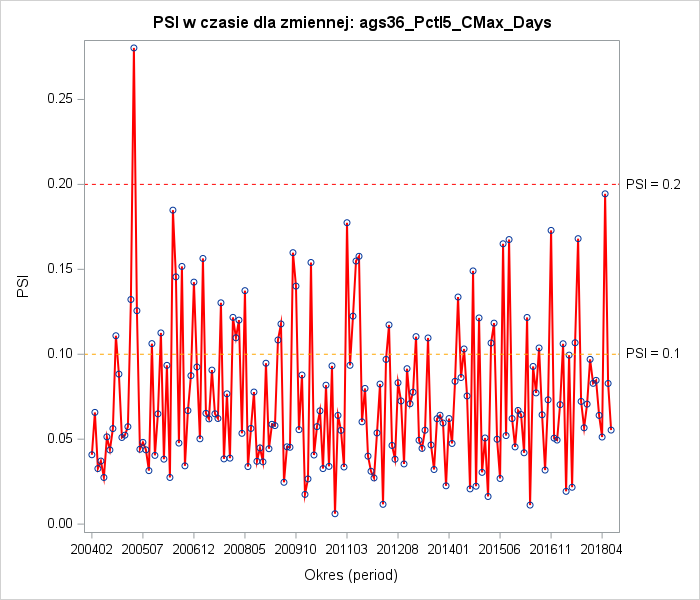 PSI w czasie dla zmiennej: ags36_Pctl5_CMax_Days
0.25
0.20
PSI = 0.2
0.15
PSI
0.10
PSI = 0.1
0.05
0.00
200402 200507 200612 200805 200910 201103 201208 201401 201506 201611 201804
Okres (period)